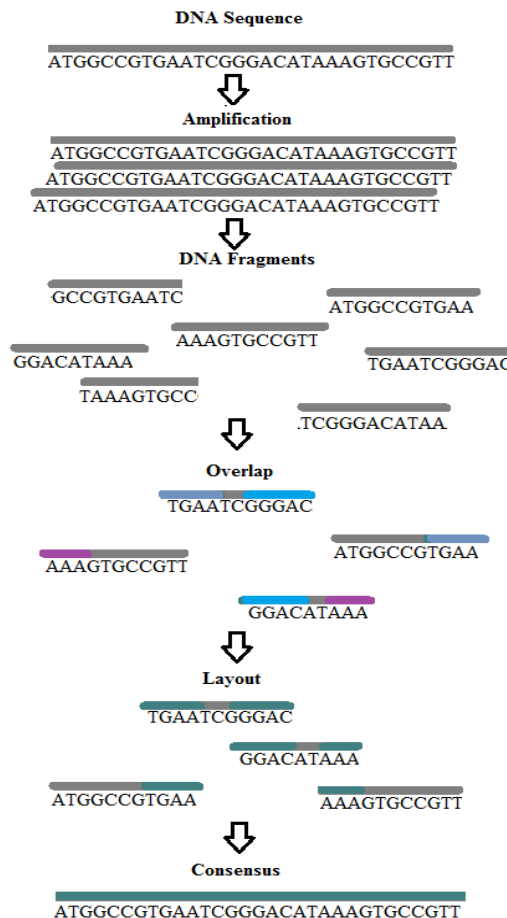 DNA Sequence
ATGGCCGTGAATCGGGACATAAAGTGCCGTT
Amplification
ATGGCCGTGAATCGGGACATAAAGTGCCGTT
ATGGCCGTGAATCGGGACATAAAGTGCCGTT
ATGGCCGTGAATCGGGACATAAAGTGCCGTT
DNA Fragments
GCCGTGAATC
ATGGCCGTGAA
AAAGTGCCGTT
GGACATAAA
TGAATCGGGAC
TAAAGTGCC
TCGGGACATAA
Overlap
TGAATCGGGAC
ATGGCCGTGAA
AAAGTGCCGTT
GGACATAAA
Layout
TGAATCGGGAC
GGACATAAA
ATGGCCGTGAA
AAAGTGCCGTT
Consensus
ATGGCCGTGAATCGGGACATAAAGTGCCGTT